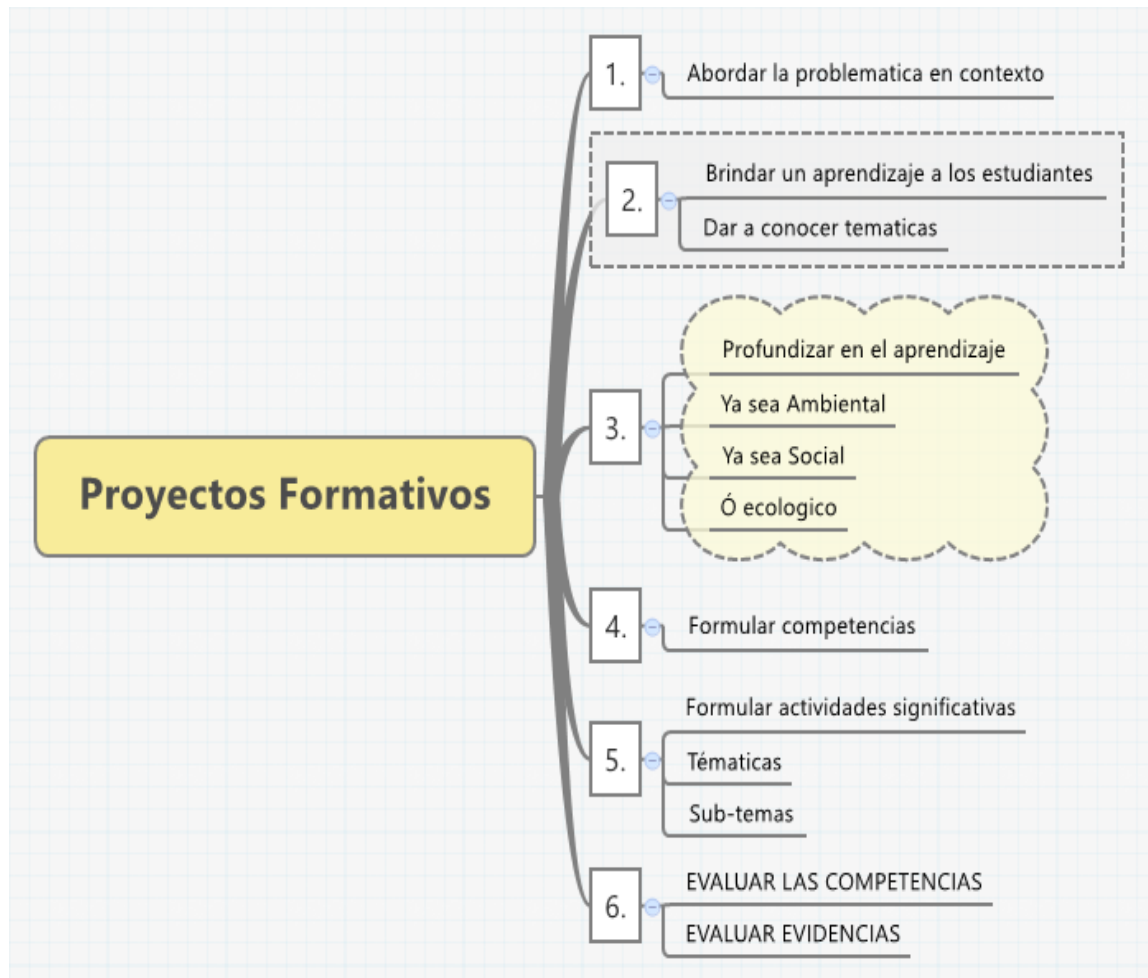 Proyectos Formativos
1.
Abordar la problematica en contexto
2.
Brindar un aprendizaje a los estudiantes
Dar a conocer tematicas
3.
Profundizar en el aprendizaje
Ya sea Ambiental
Ya sea Social
Ó ecologico
4.
Formular competencias
5.
Formular actividades significativas
Tématicas
Sub-temas
6.
EVALUAR LAS COMPETENCIAS
EVALUAR EVIDENCIAS